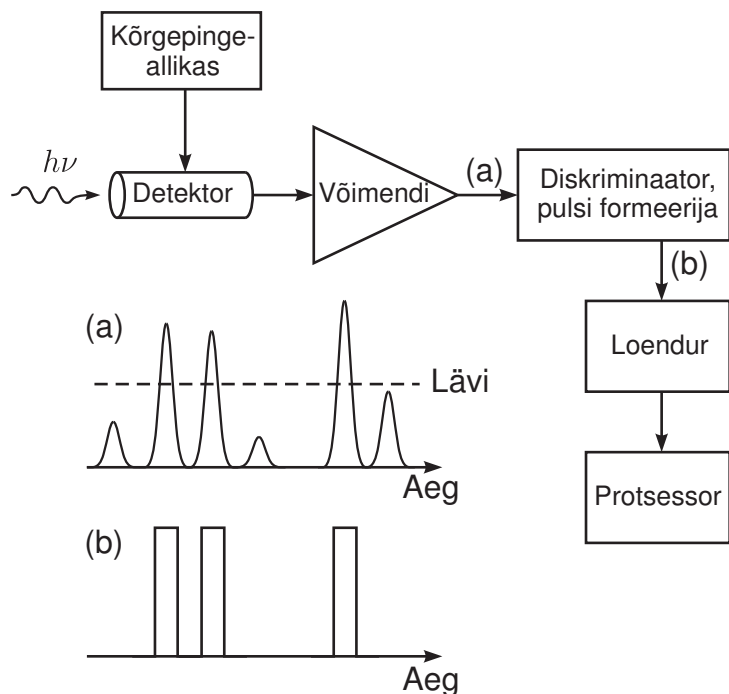 Kõrgepinge-
allikas
hν
Detektor
Võimendi
(a)
Diskriminaator,
pulsi formeerija
(b)
Loendur
Protsessor
(a)
Lävi
Aeg
(b)
Aeg